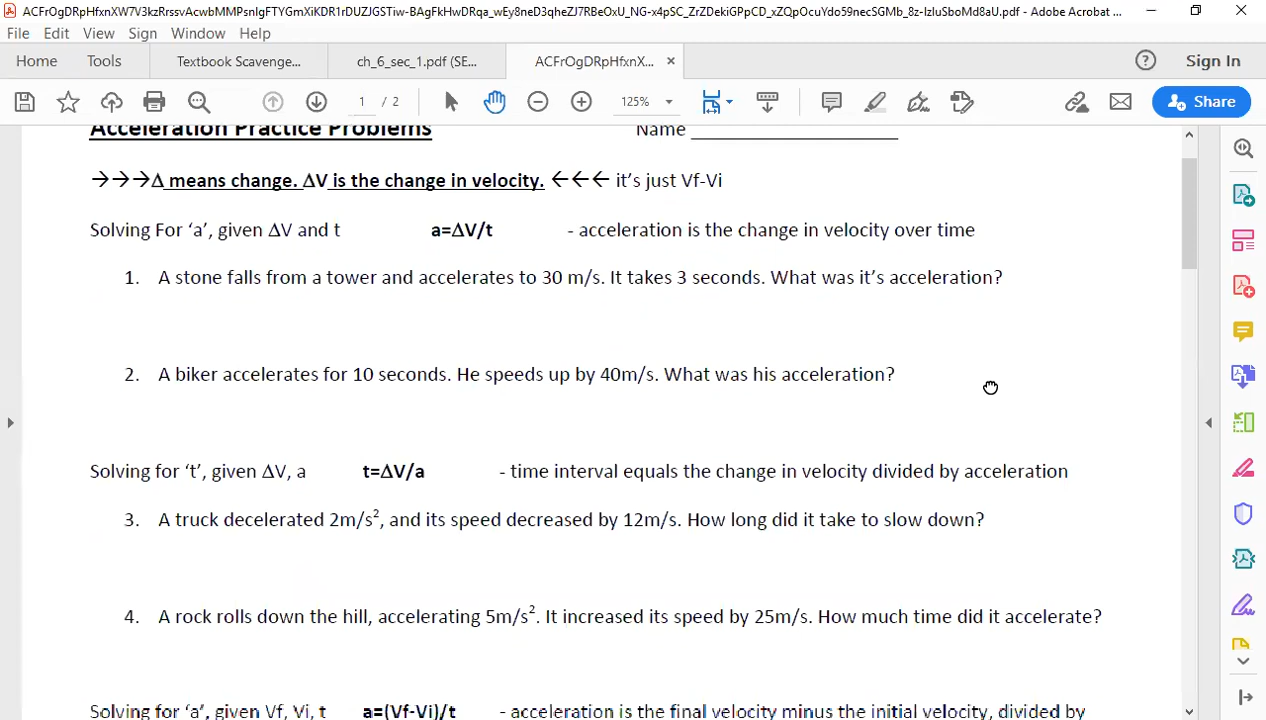 ACFrOgDRpHfxnXW7V3kzRrssvAcwbMMPsnIgFTYGmXiKDR1rDUZJGSTiw-BAgFkHwDRqa_wEy8neD3qheZJ7RBeOxU_NG-x4pSC_ZrZDekiGPpCD_xZQpOcuYdo59necSGMb_8z-IzluSboMd8aU.pdf - Adobe Acrobat ...
File Edit View Sign Window Help
Home Tools Textbook Scavenge... ch_6_sec_1.pdf (SE... ACFrOgDRpHfxnX... × ? Sign In
1 / 2 125% Share
Acceleration Practice Problems Name ____________________
→→→Δ means change. ΔV is the change in velocity. ←←← it's just Vf-Vi
Solving For 'a', given ΔV and t a=ΔV/t - acceleration is the change in velocity over time
1. A stone falls from a tower and accelerates to 30 m/s. It takes 3 seconds. What was it's acceleration?
2. A biker accelerates for 10 seconds. He speeds up by 40m/s. What was his acceleration?
Solving for 't', given ΔV, a t=ΔV/a - time interval equals the change in velocity divided by acceleration
3. A truck decelerated 2m/s², and its speed decreased by 12m/s. How long did it take to slow down?
4. A rock rolls down the hill, accelerating 5m/s². It increased its speed by 25m/s. How much time did it accelerate?
Solving for 'a', given Vf, Vi, t a=(Vf-Vi)/t - acceleration is the final velocity minus the initial velocity, divided by